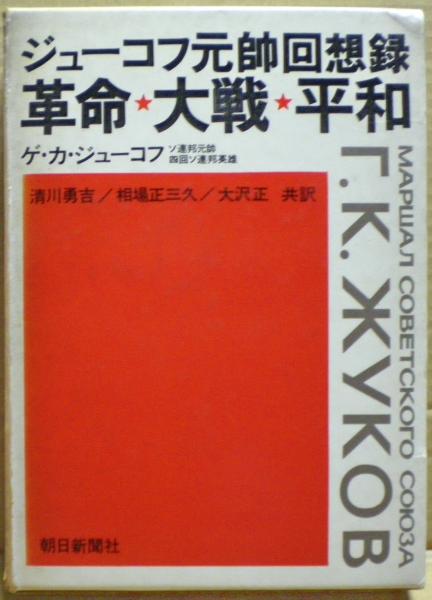 ジューコフ元帥回想録
革命★大戦★平和
ゲ・カ・ジューコフ
ソ連邦元帥
四回ソ連邦英雄
清川勇吉／相場正三久／大沢正 共訳
Г. К. ЖУКОВ
МАРШАЛ СОВЕТСКОГО СОЮЗА
朝日新聞社